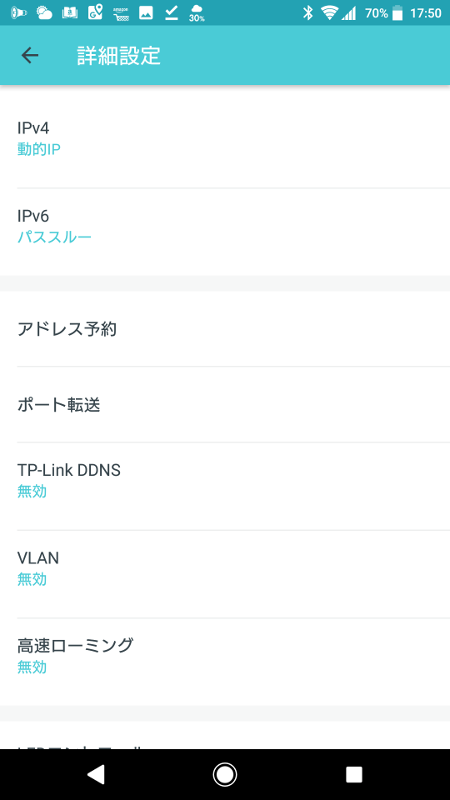 30%
70% 17:50
詳細設定
IPv4
動的IP
IPv6
パススルー
アドレス予約
ポート転送
TP-Link DDNS
無効
VLAN
無効
高速ローミング
無効